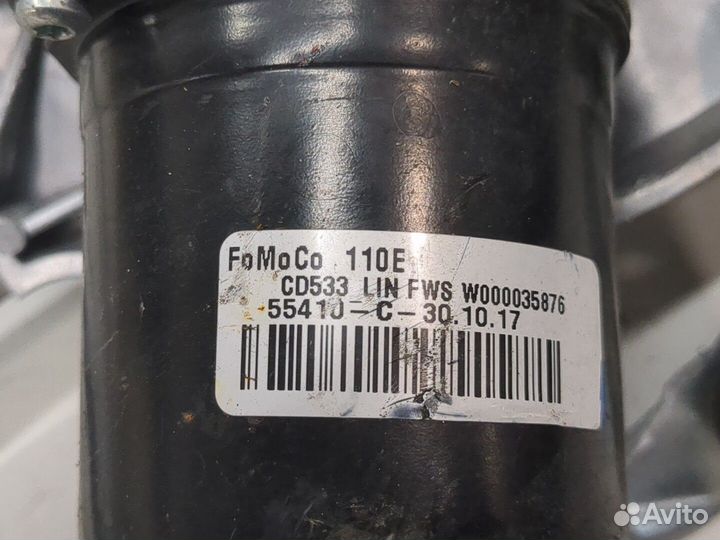 FoMoCo 110E
CD533 LIN FWS W000035876
55410-C-30.10.17
Avito